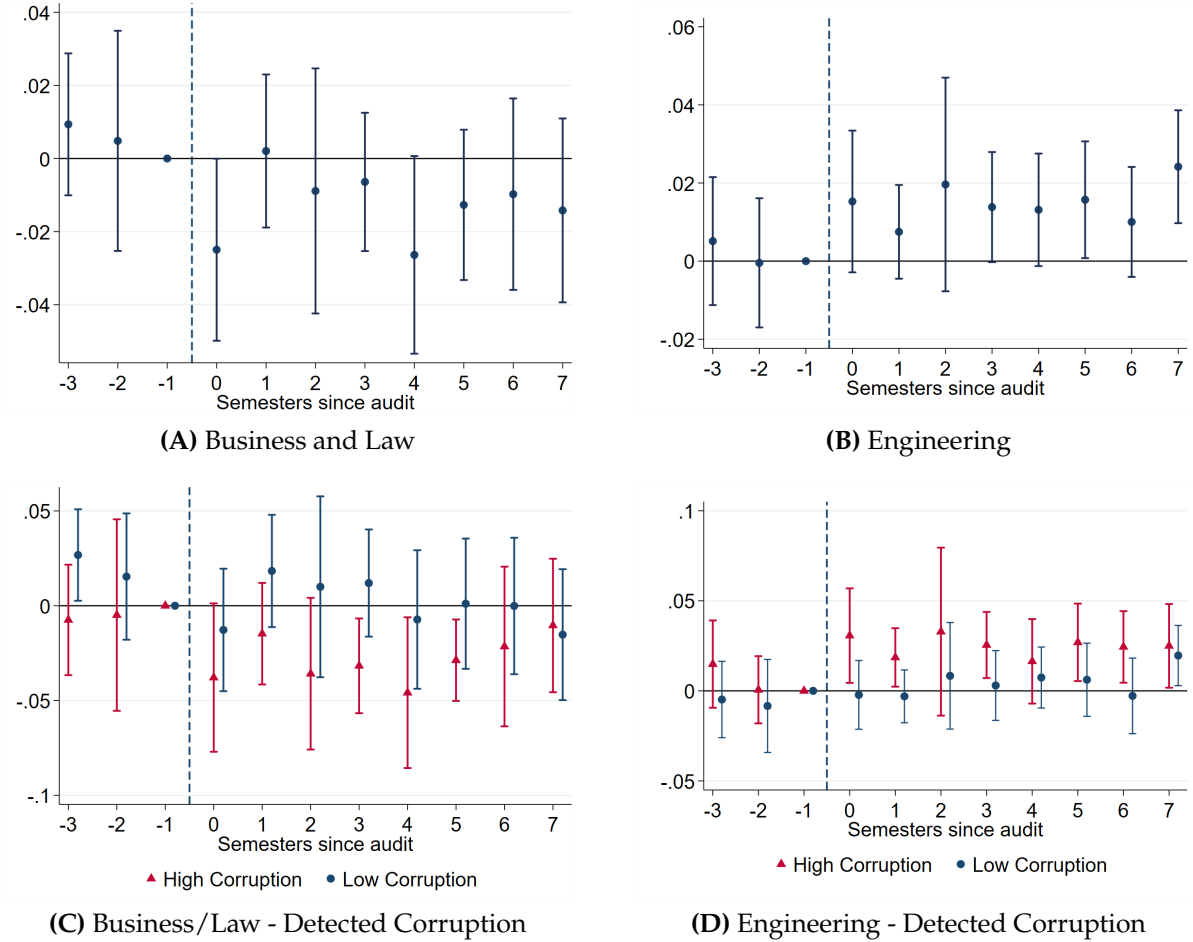 .04
.02
0
-.02
-.04
-3 -2 -1 0 1 2 3 4 5 6 7
Semesters since audit
(A) Business and Law
.06
.04
.02
0
-.02
-3 -2 -1 0 1 2 3 4 5 6 7
Semesters since audit
(B) Engineering
.05
0
-.05
-.1
-3 -2 -1 0 1 2 3 4 5 6 7
Semesters since audit
High Corruption Low Corruption
(C) Business/Law - Detected Corruption
.1
.05
0
-.05
-3 -2 -1 0 1 2 3 4 5 6 7
Semesters since audit
High Corruption Low Corruption
(D) Engineering - Detected Corruption